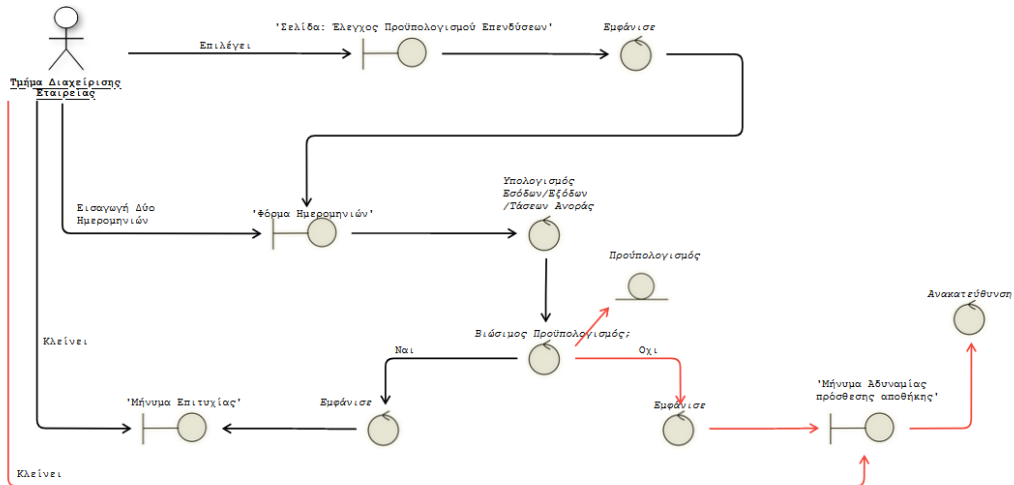 'Σελίδα: Έλεγχος Προϋπολογισμού Επενδύσεων'
Εμφάνισε
Επιλέγει
Τμήμα Διαχείρισης
Εταιρείας
Υπολογισμός
Εσόδων/Εξόδων
/Τάσεων Ανοράς
Εισαγωγή Δύο
Ημερομηνιών
'Φόρμα Ημερομηνιών'
Προϋπολογισμός
Ανακατεύθυνση
Βιώσιμος Προϋπολογισμός;
Κλείνει
Ναι
Οχι
'Μήνυμα Αδυναμίας
πρόσθεσης αποθήκης'
'Μήνυμα Επιτυχίας'
Εμφάνισε
Εμφάνισε
Κλείνει